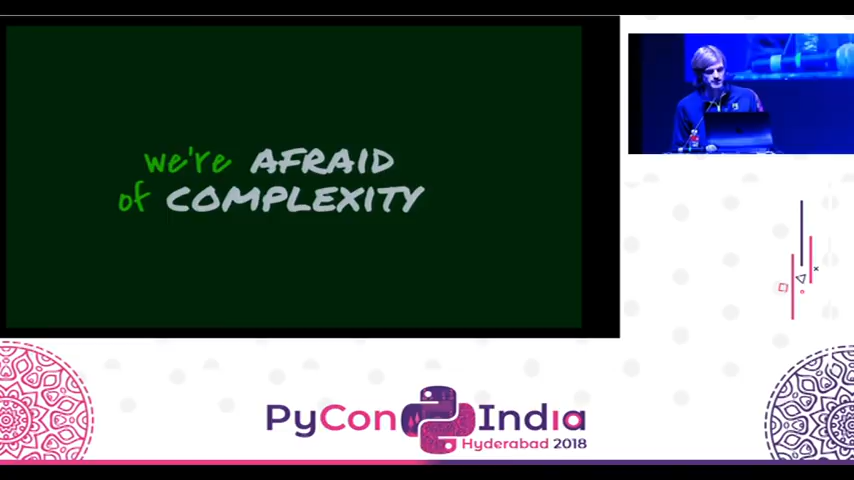 we're AFRAID
of COMPLEXITY
PyCon India
Hyderabad 2018